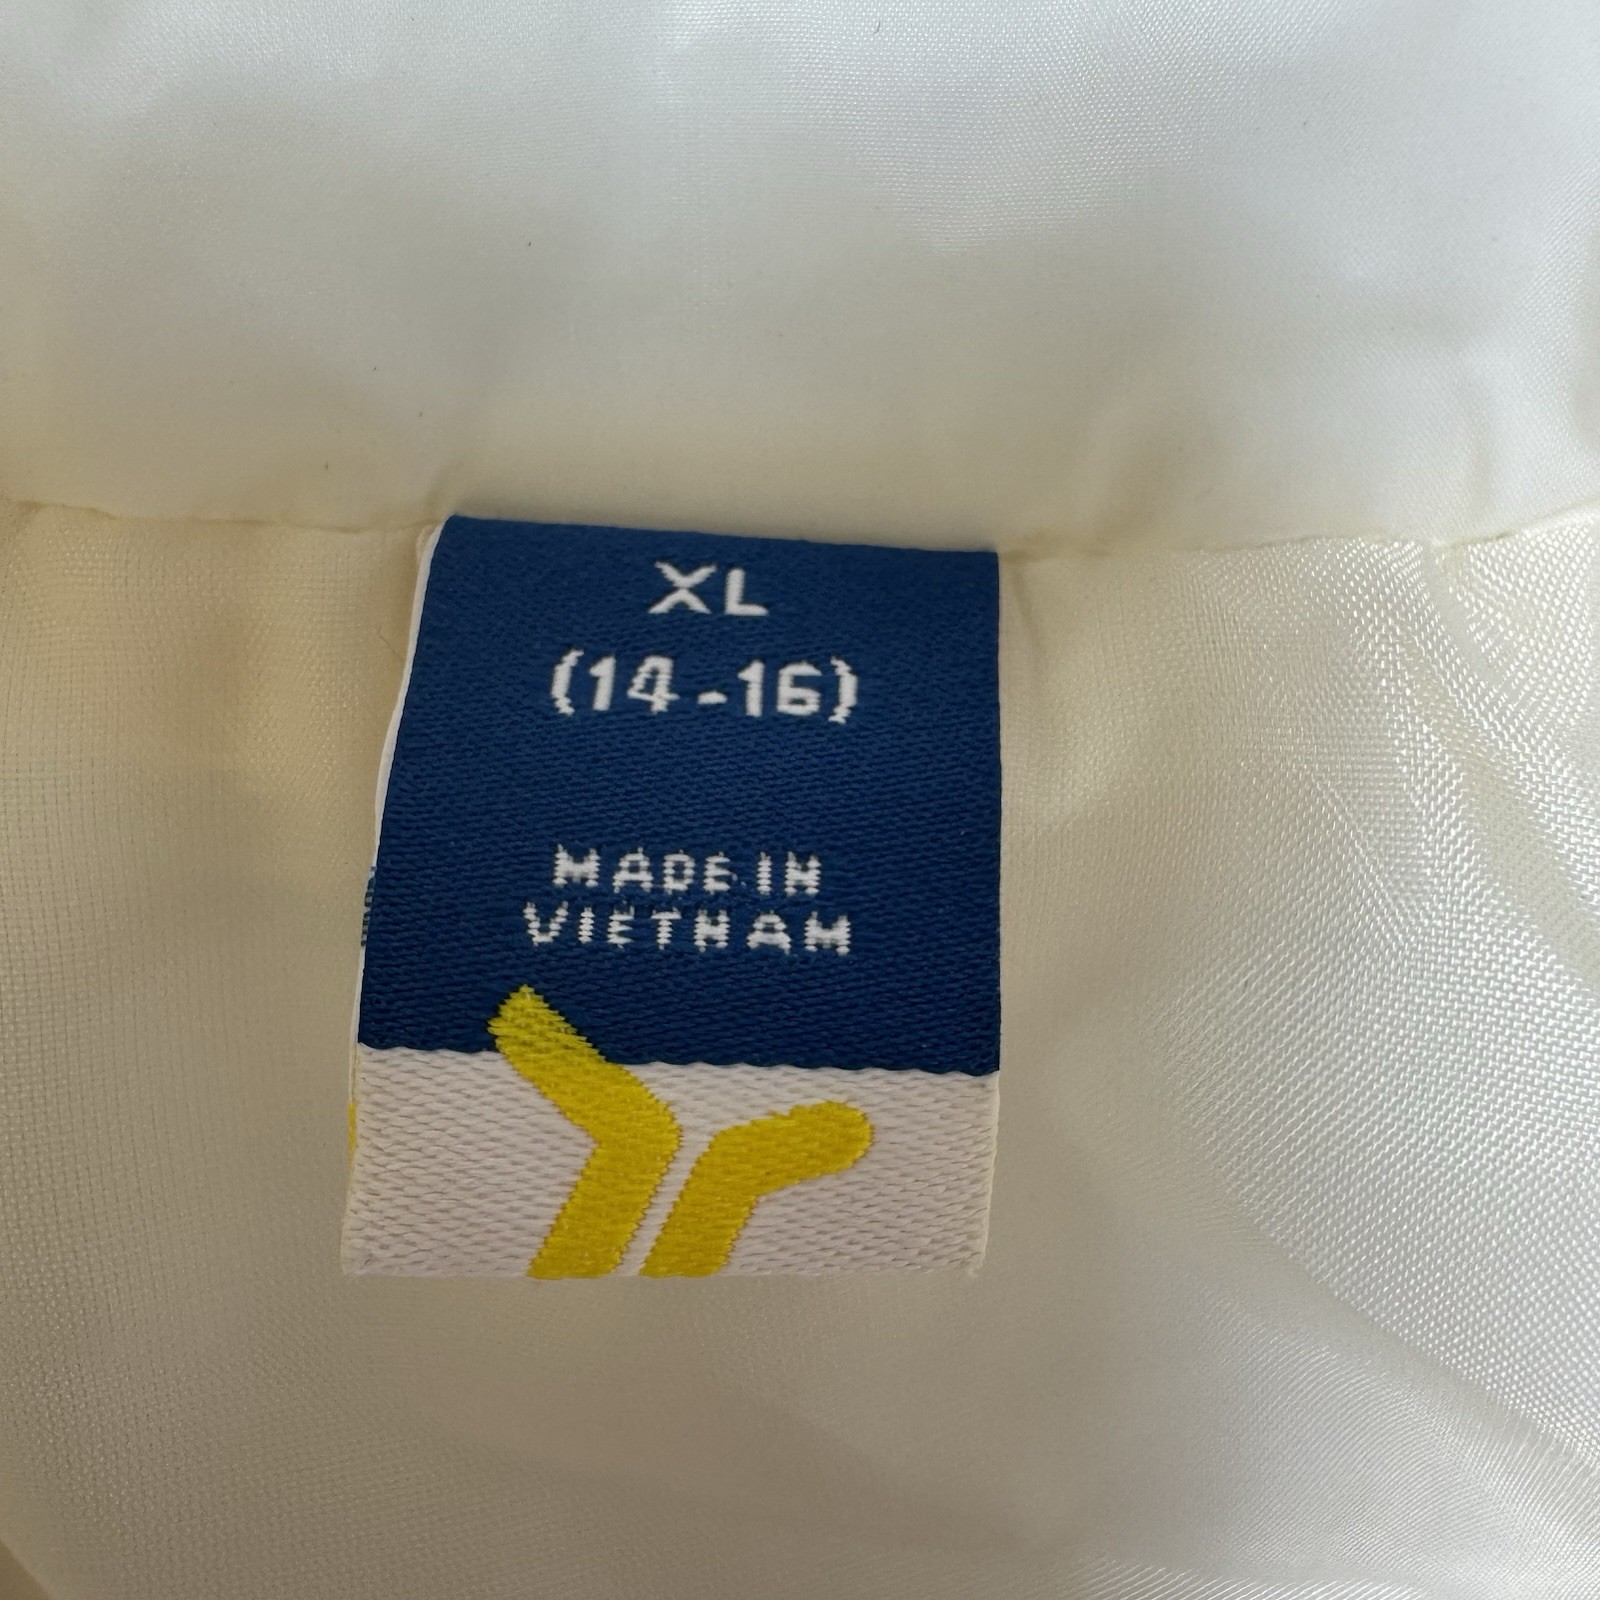 XL
(14-16)
MADE IN
VIETNAM